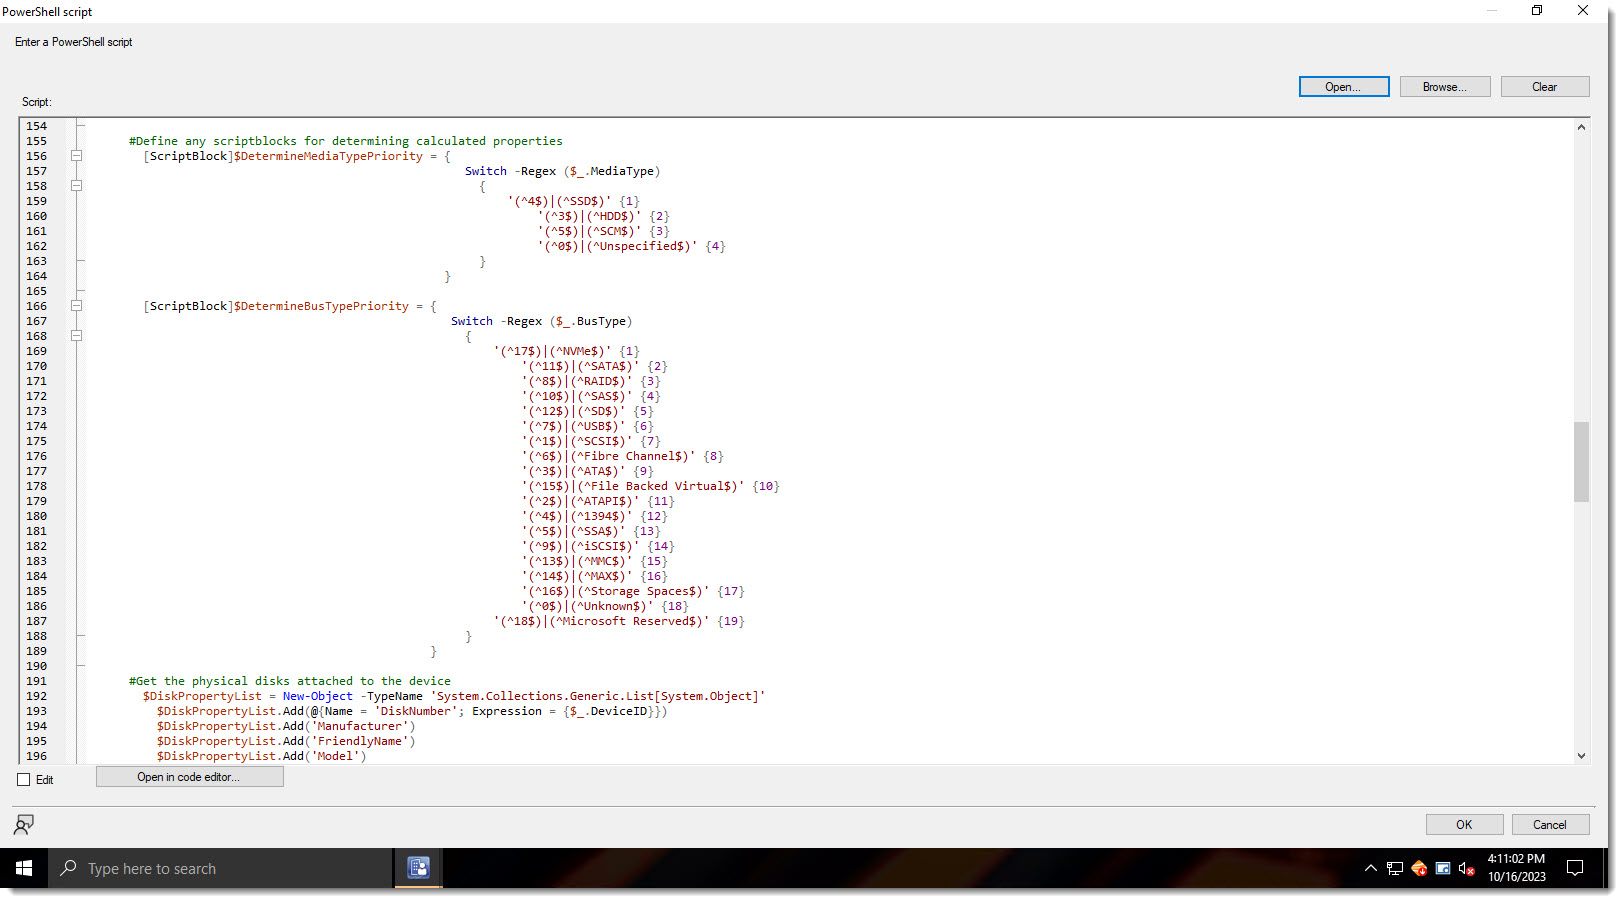 PowerShell script
Enter a PowerShell script
Open...
Browse...
Clear
Script:
154
155 #Define any scriptblocks for determining calculated properties
156 [ScriptBlock]$DetermineMediaTypePriority = {
157 Switch -Regex ($_.MediaType)
158 {
159 '(^4$)|(^SSD$)' {1}
160 '(^3$)|(^HDD$)' {2}
161 '(^5$)|(^SCM$)' {3}
162 '(^0$)|(^Unspecified$)' {4}
163 }
164 }
165
166 [ScriptBlock]$DetermineBusTypePriority = {
167 Switch -Regex ($_.BusType)
168 {
169 '(^17$)|(^NVMe$)' {1}
170 '(^11$)|(^SATA$)' {2}
171 '(^8$)|(^RAID$)' {3}
172 '(^10$)|(^SAS$)' {4}
173 '(^12$)|(^SD$)' {5}
174 '(^7$)|(^USB$)' {6}
175 '(^1$)|(^SCSI$)' {7}
176 '(^6$)|(^Fibre Channel$)' {8}
177 '(^3$)|(^ATA$)' {9}
178 '(^15$)|(^File Backed Virtual$)' {10}
179 '(^2$)|(^ATAPI$)' {11}
180 '(^4$)|(^1394$)' {12}
181 '(^5$)|(^SSA$)' {13}
182 '(^9$)|(^iSCSI$)' {14}
183 '(^13$)|(^MMC$)' {15}
184 '(^14$)|(^MAX$)' {16}
185 '(^16$)|(^Storage Spaces$)' {17}
186 '(^0$)|(^Unknown$)' {18}
187 '(^18$)|(^Microsoft Reserved$)' {19}
188 }
189 }
190
191 #Get the physical disks attached to the device
192 $DiskPropertyList = New-Object -TypeName 'System.Collections.Generic.List[System.Object]'
193 $DiskPropertyList.Add(@{Name = 'DiskNumber'; Expression = {$_.DeviceID}})
194 $DiskPropertyList.Add('Manufacturer')
195 $DiskPropertyList.Add('FriendlyName')
196 $DiskPropertyList.Add('Model')
Edit
Open in code editor...
OK
Cancel
Type here to search
4:11:02 PM
10/16/2023